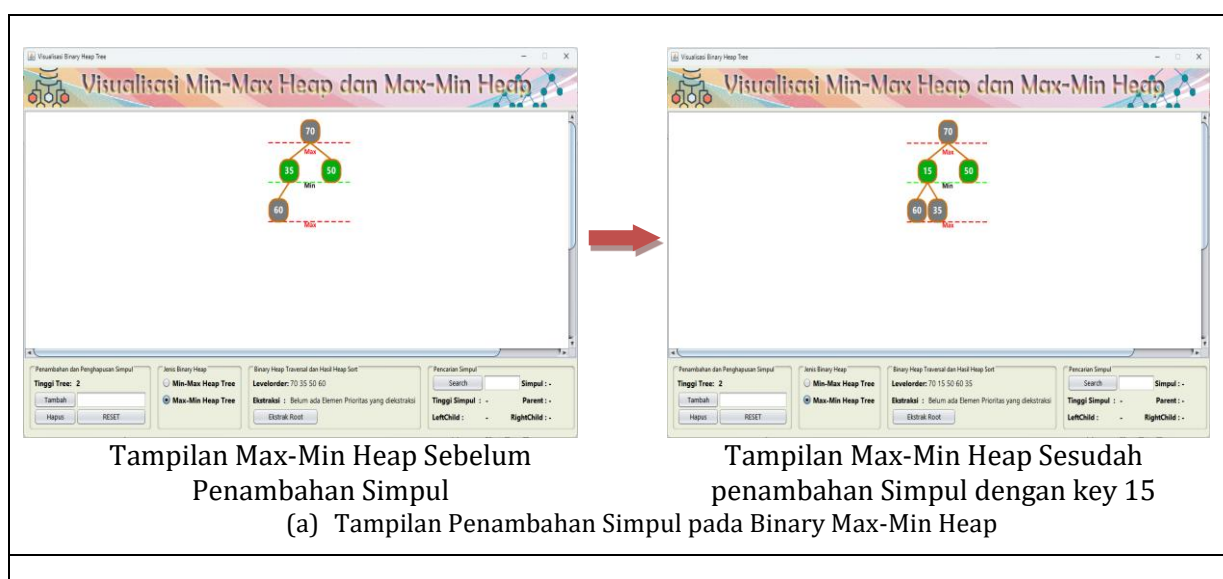 Visualisasi Binary Heap Tree
Visualisasi Min-Max Heap dan Max-Min Heap
70
Max
35
50
Min
60
Max
Penambahan dan Penghapusan Simpul
Tinggi Tree: 2
Tambah
Hapus
RESET
Jenis Binary Heap
Min-Max Heap Tree
Max-Min Heap Tree
Binary Heap Traversal dan Hasil Heap Sort
Levelorder: 70 35 50 60
Ekstraksi : Belum ada Elemen Prioritas yang diekstraksi
Ekstrak Root
Pencarian Simpul
Search
Simpul : -
Tinggi Simpul : -
Parent : -
LeftChild : -
RightChild : -
Visualisasi Binary Heap Tree
Visualisasi Min-Max Heap dan Max-Min Heap
70
Max
15
50
Min
60
35
Max
Penambahan dan Penghapusan Simpul
Tinggi Tree: 2
Tambah
Hapus
RESET
Jenis Binary Heap
Min-Max Heap Tree
Max-Min Heap Tree
Binary Heap Traversal dan Hasil Heap Sort
Levelorder: 70 15 50 60 35
Ekstraksi : Belum ada Elemen Prioritas yang diekstraksi
Ekstrak Root
Pencarian Simpul
Search
Simpul : -
Tinggi Simpul : -
Parent : -
LeftChild : -
RightChild : -
Tampilan Max-Min Heap Sebelum
Penambahan Simpul
Tampilan Max-Min Heap Sesudah
penambahan Simpul dengan key 15
(a) Tampilan Penambahan Simpul pada Binary Max-Min Heap